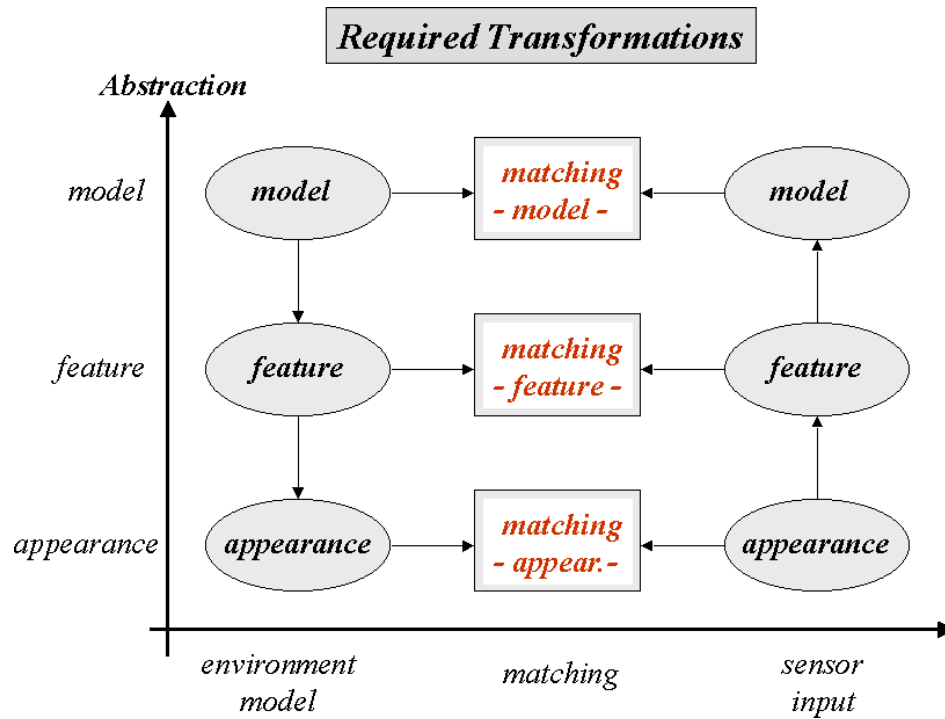 Required Transformations
Abstraction
model
model
matching
- model -
model
feature
feature
matching
- feature -
feature
appearance
appearance
matching
- appear.-
appearance
environment
model
matching
sensor
input